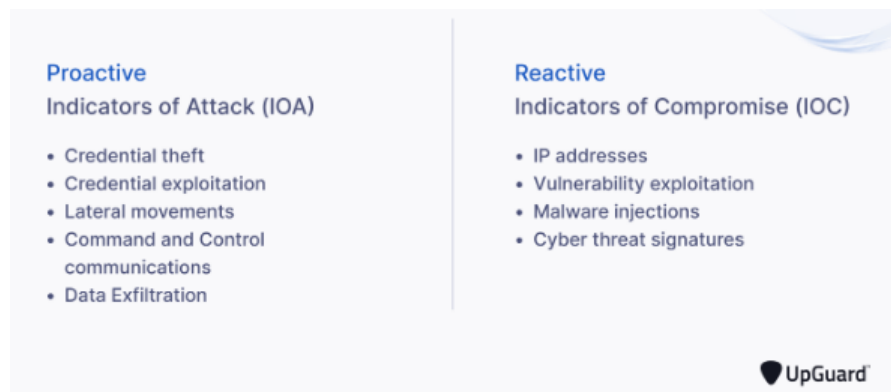 Proactive
Indicators of Attack (IOA)
• Credential theft
• Credential exploitation
• Lateral movements
• Command and Control
communications
• Data Exfiltration
Reactive
Indicators of Compromise (IOC)
• IP addresses
• Vulnerability exploitation
• Malware injections
• Cyber threat signatures
UpGuard